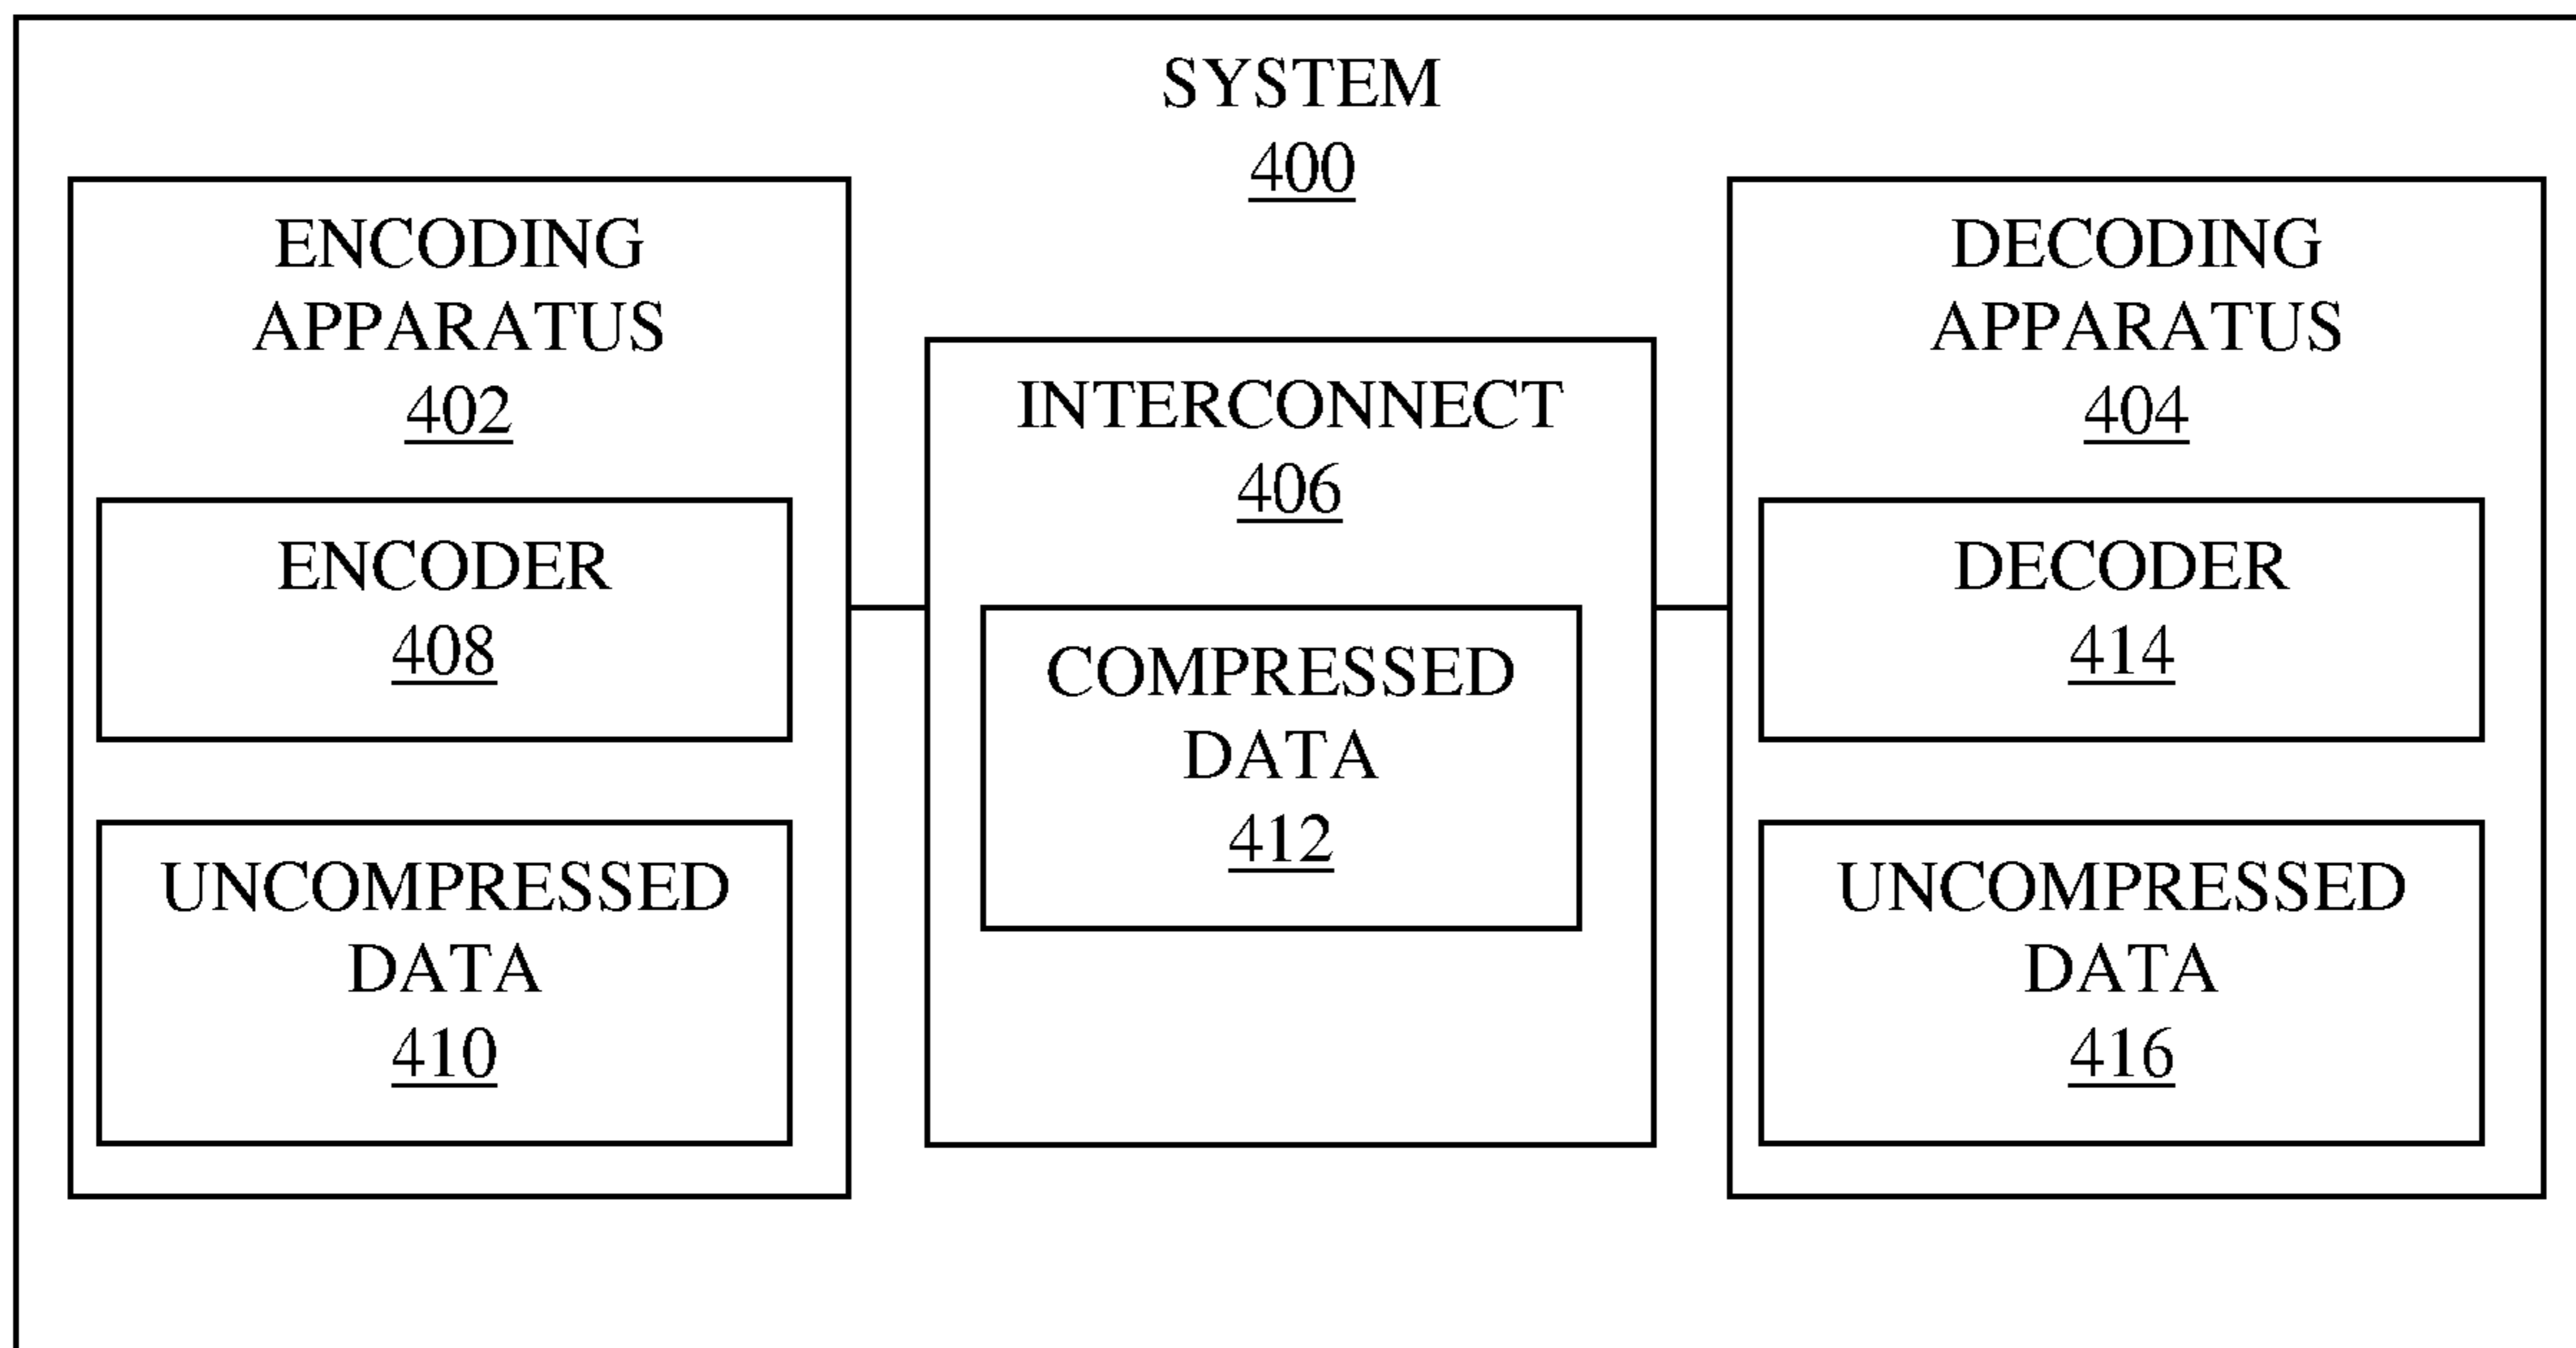 SYSTEM
400
ENCODING
APPARATUS
402
ENCODER
408
UNCOMPRESSED
DATA
410
INTERCONNECT
406
COMPRESSED
DATA
412
DECODING
APPARATUS
404
DECODER
414
UNCOMPRESSED
DATA
416